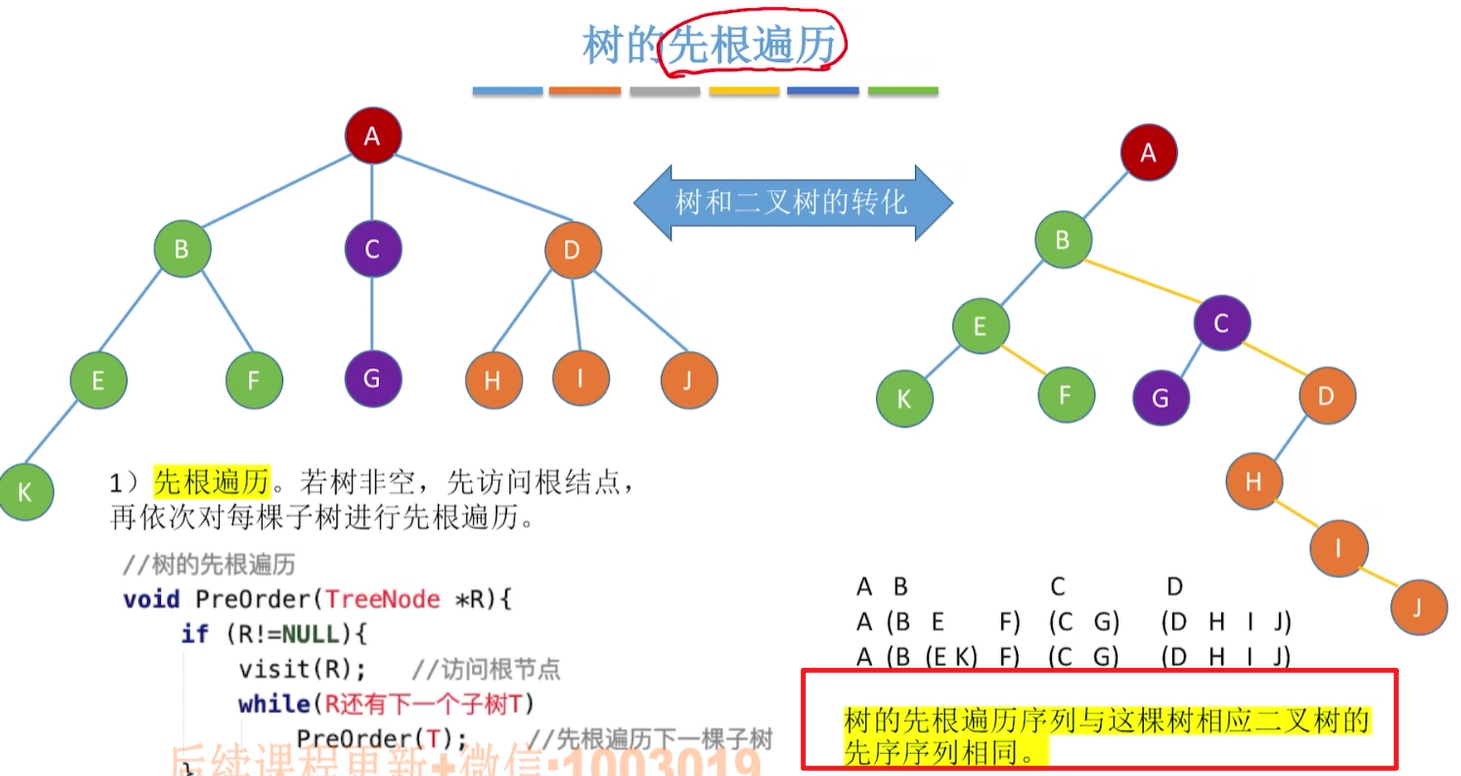 树的先根遍历
A
B
C
D
E
F
G
H
I
J
K
树和二叉树的转化
A
B
E
C
K
F
G
D
H
I
J
1）先根遍历。若树非空，先访问根结点，
再依次对每棵子树进行先根遍历。
//树的先根遍历
void PreOrder(TreeNode *R){
if (R!=NULL){
visit(R); //访问根节点
while(R还有下一个子树T)
PreOrder(T); //先根遍历下一棵子树
}
A B C D
A (B E F) (C G) (D H I J)
A (B (E K) F) (C G) (D H I J)
树的先根遍历序列与这棵树相应二叉树的
先序序列相同。
后续课程更新+微信:1003019